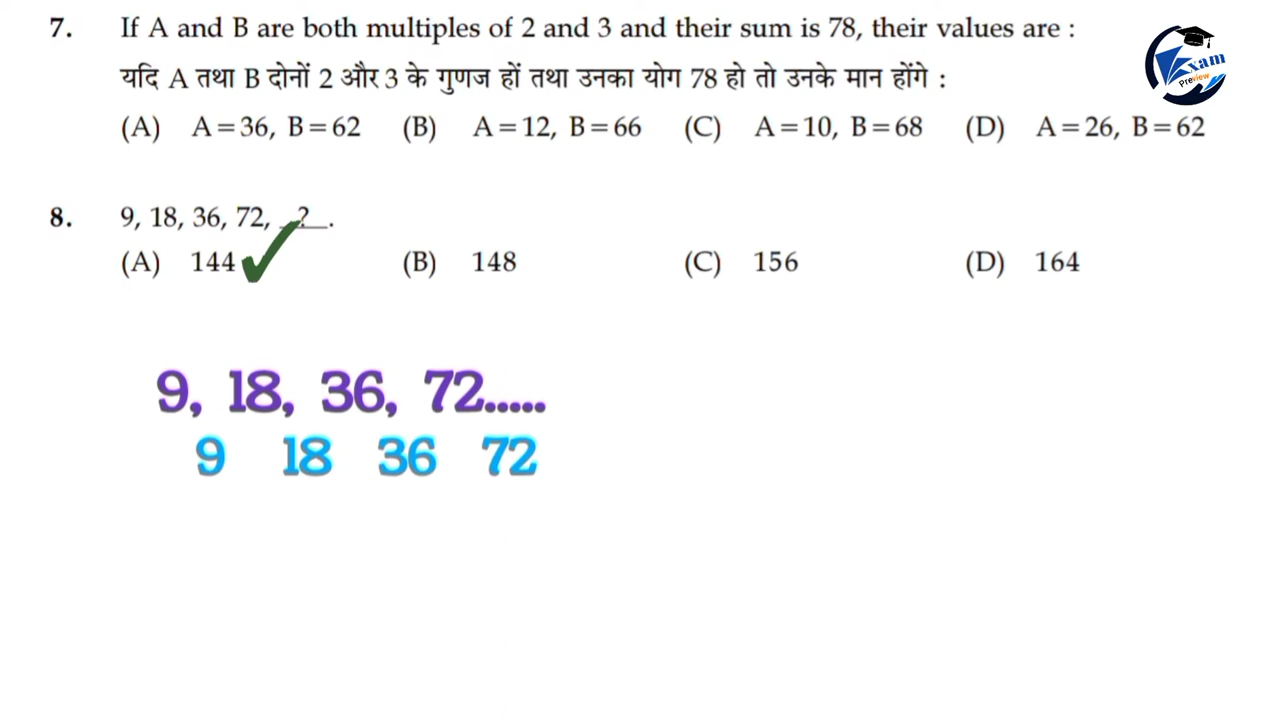 7. If A and B are both multiples of 2 and 3 and their sum is 78, their values are :
यदि A तथा B दोनों 2 और 3 के गुणज हों तथा उनका योग 78 हो तो उनके मान होंगे :
(A) A = 36, B = 62 (B) A = 12, B = 66 (C) A = 10, B = 68 (D) A = 26, B = 62
Exam
Preview
8. 9, 18, 36, 72, __?__.
(A) 144 (B) 148 (C) 156 (D) 164
9, 18, 36, 72.....
9 18 36 72